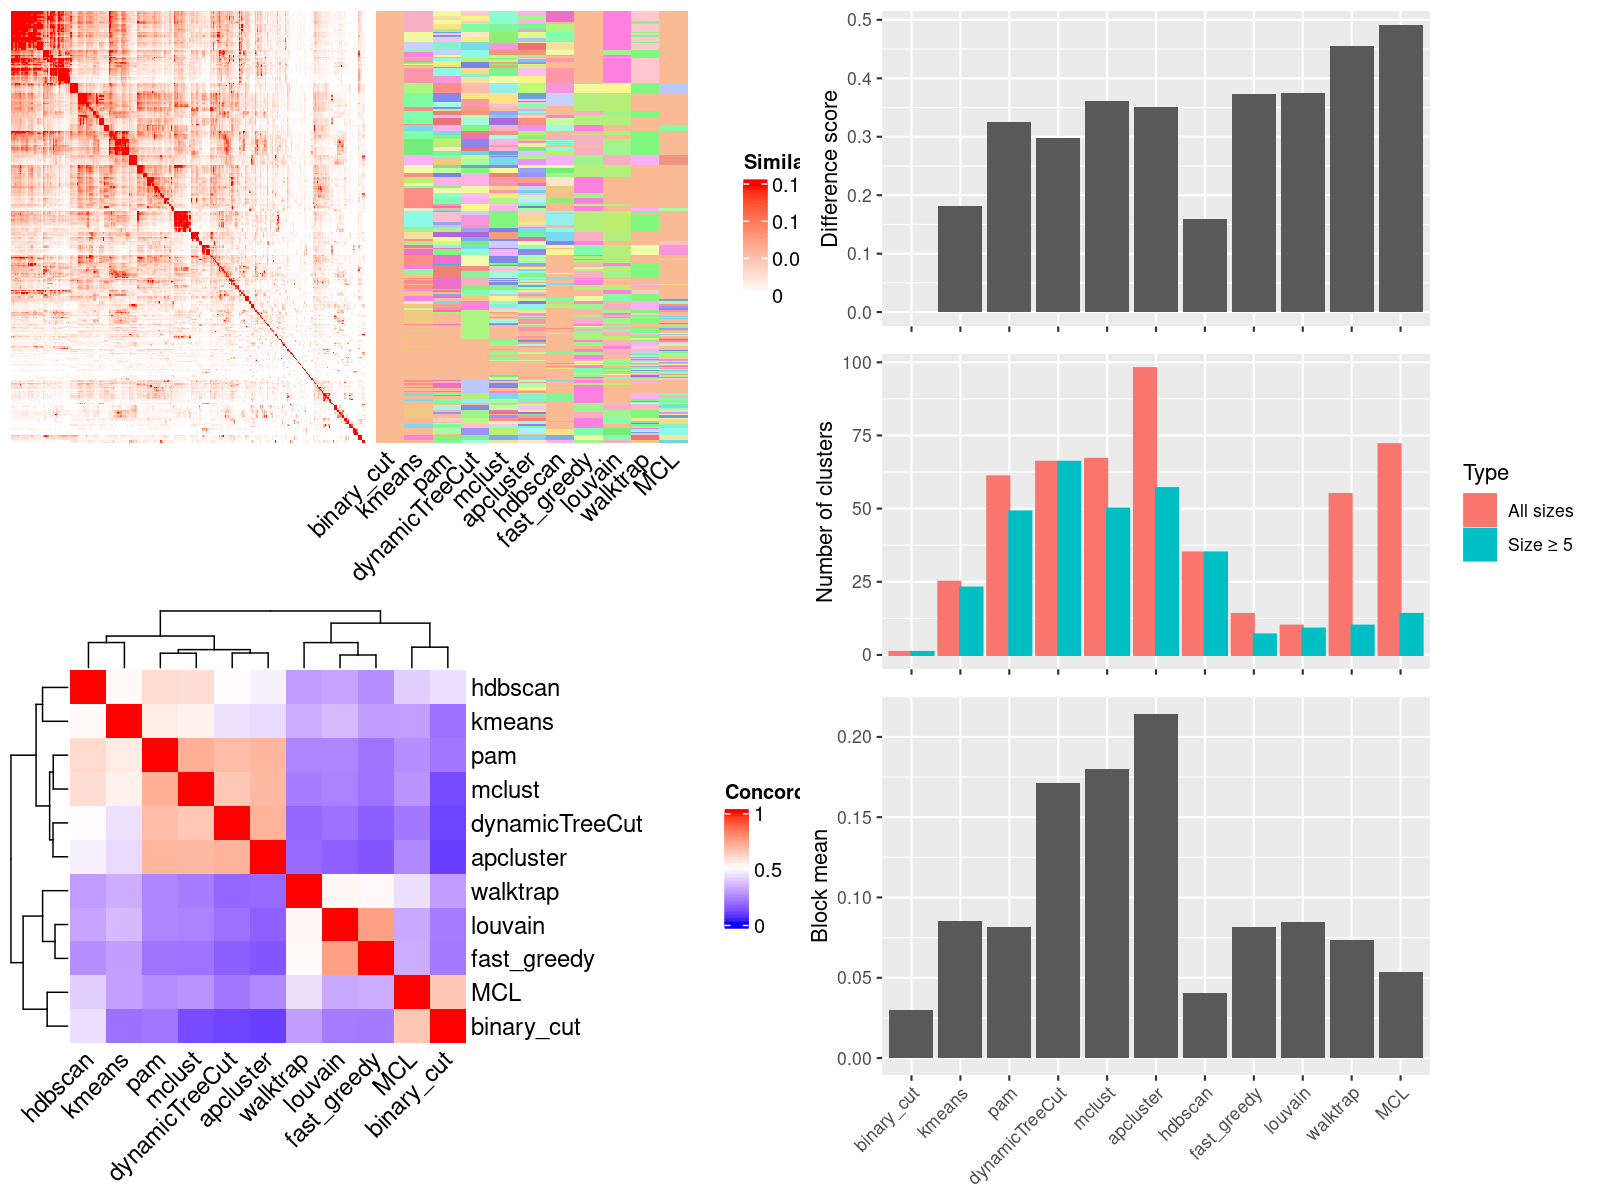 Simila
0.1
0.1
0.0
0
binary_cut
kmeans
pam
dynamicTreeCut
mclust
apcluster
hdbscan
fast_greedy
louvain
walktrap
MCL
hdbscan
kmeans
pam
mclust
dynamicTreeCut
apcluster
walktrap
louvain
fast_greedy
MCL
binary_cut
hdbscan
kmeans
pam
mclust
dynamicTreeCut
apcluster
walktrap
louvain
fast_greedy
MCL
binary_cut
Concord
1
0.5
0
Difference score
0.5
0.4
0.3
0.2
0.1
0.0
Number of clusters
100
75
50
25
0
Type
All sizes
Size ≥ 5
Block mean
0.20
0.15
0.10
0.05
0.00
binary_cut
kmeans
pam
dynamicTreeCut
mclust
apcluster
hdbscan
fast_greedy
louvain
walktrap
MCL